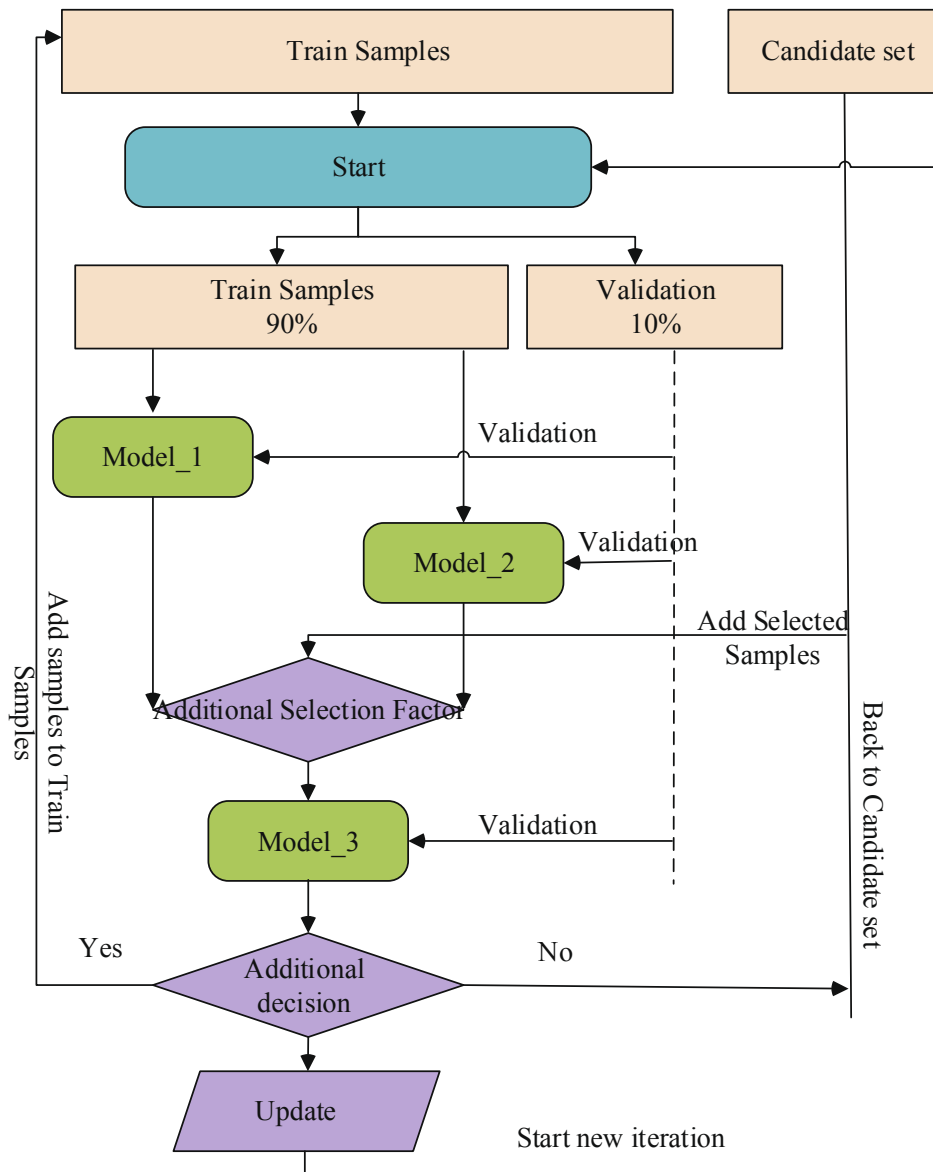 Train Samples
Candidate set
Start
Train Samples
90%
Validation
10%
Validation
Model_1
Validation
Model_2
Add Selected
Samples
Additional Selection Factor
Add samples to Train
Samples
Back to Candidate set
Validation
Model_3
Yes
No
Additional
decision
Update
Start new iteration